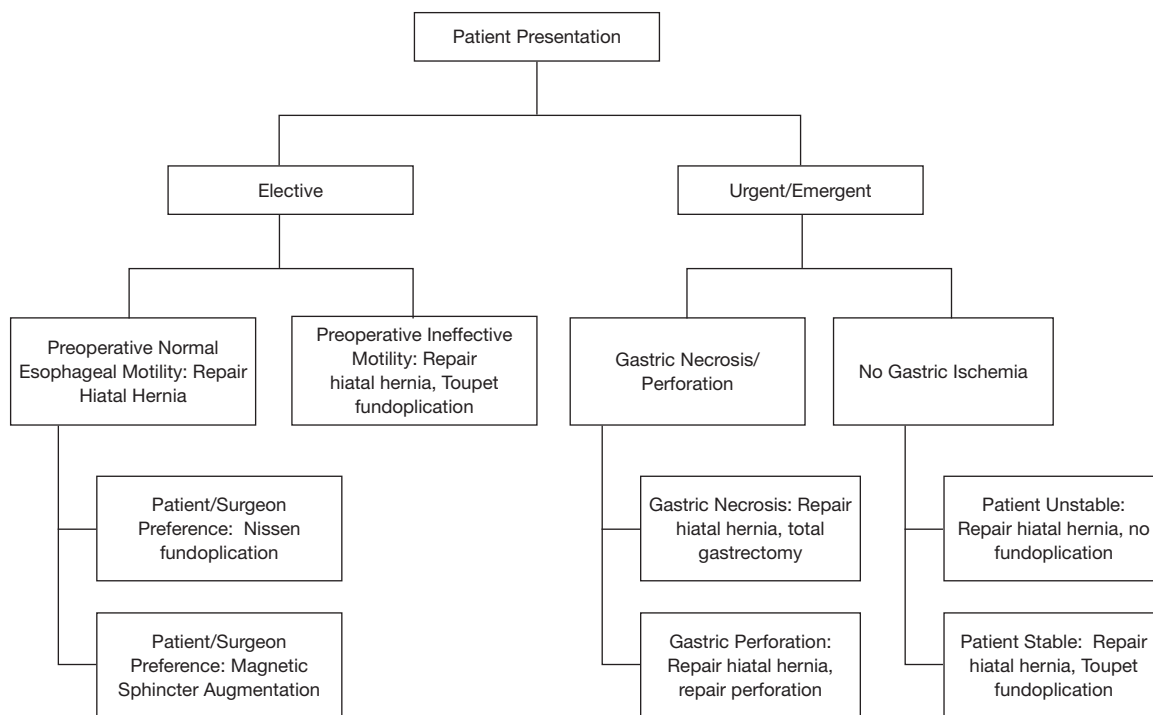 Patient Presentation
Elective
Urgent/Emergent
Preoperative Normal
Esophageal Motility: Repair
Hiatal Hernia
Preoperative Ineffective
Motility: Repair
hiatal hernia, Toupet
fundoplication
Gastric Necrosis/
Perforation
No Gastric Ischemia
Patient/Surgeon
Preference: Nissen
fundoplication
Gastric Necrosis: Repair
hiatal hernia, total
gastrectomy
Patient Unstable:
Repair hiatal hernia, no
fundoplication
Patient/Surgeon
Preference: Magnetic
Sphincter Augmentation
Gastric Perforation:
Repair hiatal hernia,
repair perforation
Patient Stable: Repair
hiatal hernia, Toupet
fundoplication